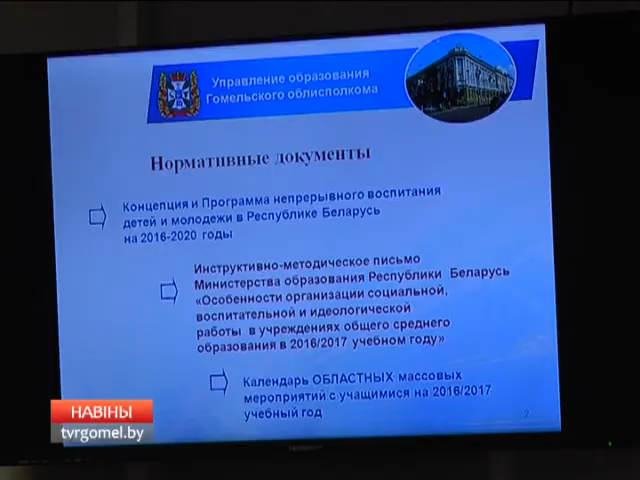 Управление образования
Гомельского облисполкома
Нормативные документы
Концепция и Программа непрерывного воспитания
детей и молодежи в Республике Беларусь
на 2016-2020 годы
Инструктивно-методическое письмо
Министерства образования Республики Беларусь
«Особенности организации социальной,
воспитательной и идеологической
работы в учреждениях общего среднего
образования в 2016/2017 учебном году»
Календарь ОБЛАСТНЫХ массовых
мероприятий с учащимися на 2016/2017
учебный год
2
НАВІНЫ
tvrgomel.by